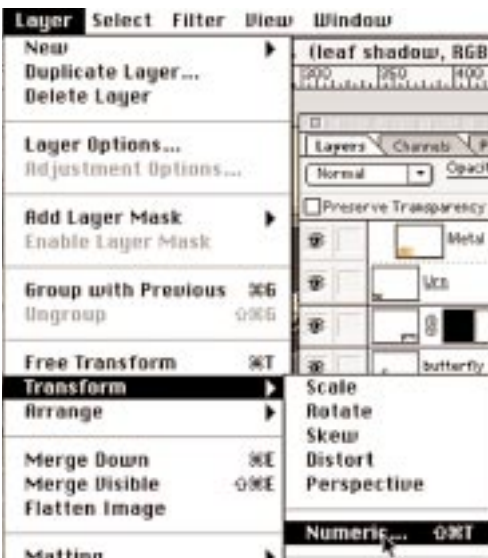 Layer Select Filter View Window
New
Duplicate Layer...
Delete Layer
Layer Options...
Adjustment Options...
Add Layer Mask
Enable Layer Mask
Group with Previous ⌘G
Ungroup ⇧⌘G
Free Transform ⌘T
Transform
Arrange
Merge Down ⌘E
Merge Visible ⇧⌘E
Flatten Image
Matting
Scale
Rotate
Skew
Distort
Perspective
Numeric... ⇧⌘T
(leaf shadow, RGB
300 350 400
Layers Channels P
Normal Opacit
Preserve Transparency
Metal
Urn
butterfly